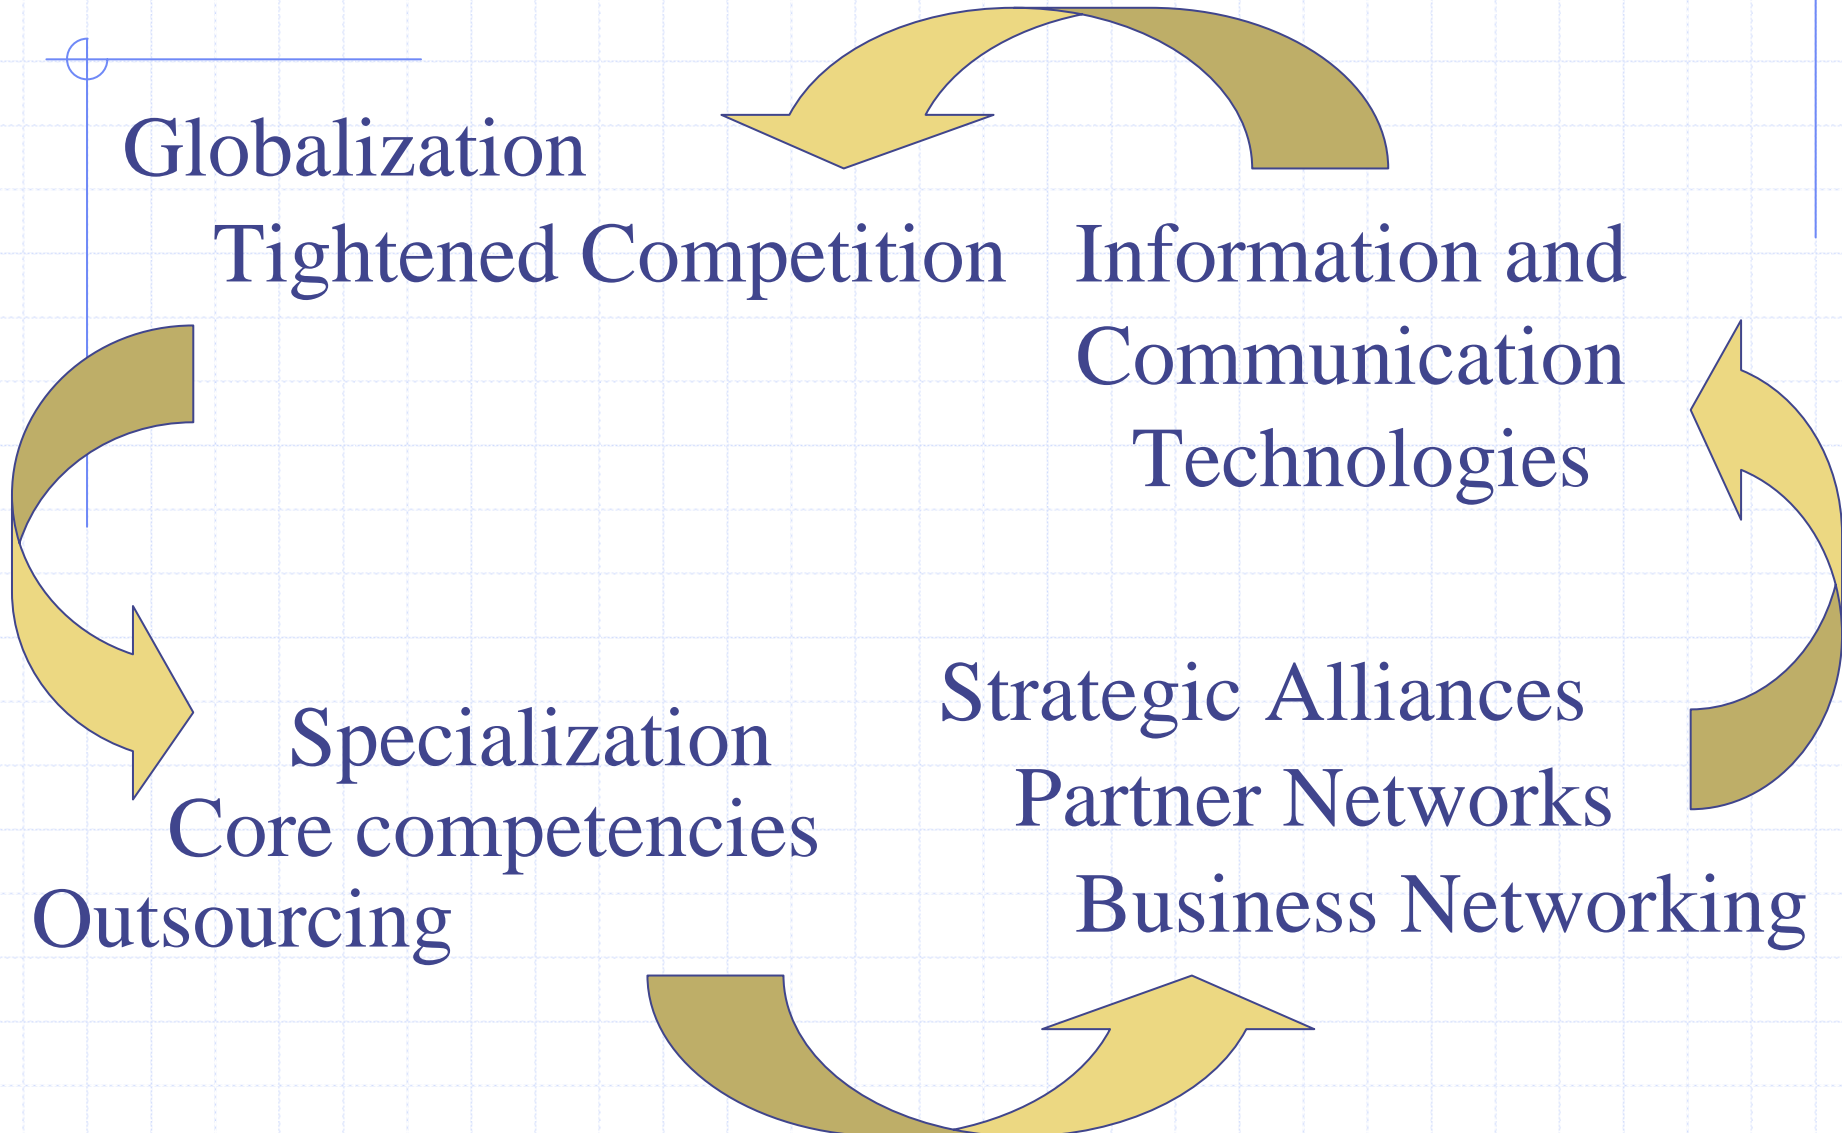 Globalization
Tightened Competition
Information and
Communication
Technologies
Specialization
Core competencies
Outsourcing
Strategic Alliances
Partner Networks
Business Networking